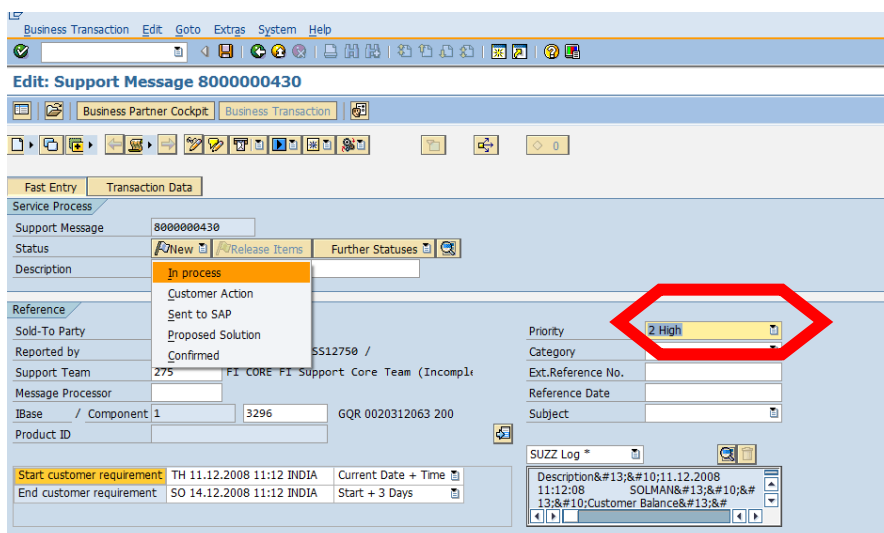 Business Transaction Edit Goto Extras System Help
Edit: Support Message 8000000430
Business Partner Cockpit Business Transaction
0
Fast Entry Transaction Data
Service Process
Support Message 8000000430
Status New Release Items Further Statuses
Description In process
Customer Action
Reference Sent to SAP
Sold-To Party Proposed Solution Priority 2 High
Reported by Confirmed SS12750 / Category
Support Team 275 FI CORE FI Support Core Team (Incomple Ext.Reference No.
Message Processor Reference Date
IBase / Component 1 3296 GQR 0020312063 200 Subject
Product ID
SUZZ Log *
Start customer requirement TH 11.12.2008 11:12 INDIA Current Date + Time Description&#13;&#10;11.12.2008
11:12:08 SOLMAN&#13;&#10;&#
End customer requirement SO 14.12.2008 11:12 INDIA Start + 3 Days 13;&#10;Customer Balance&#13;&#